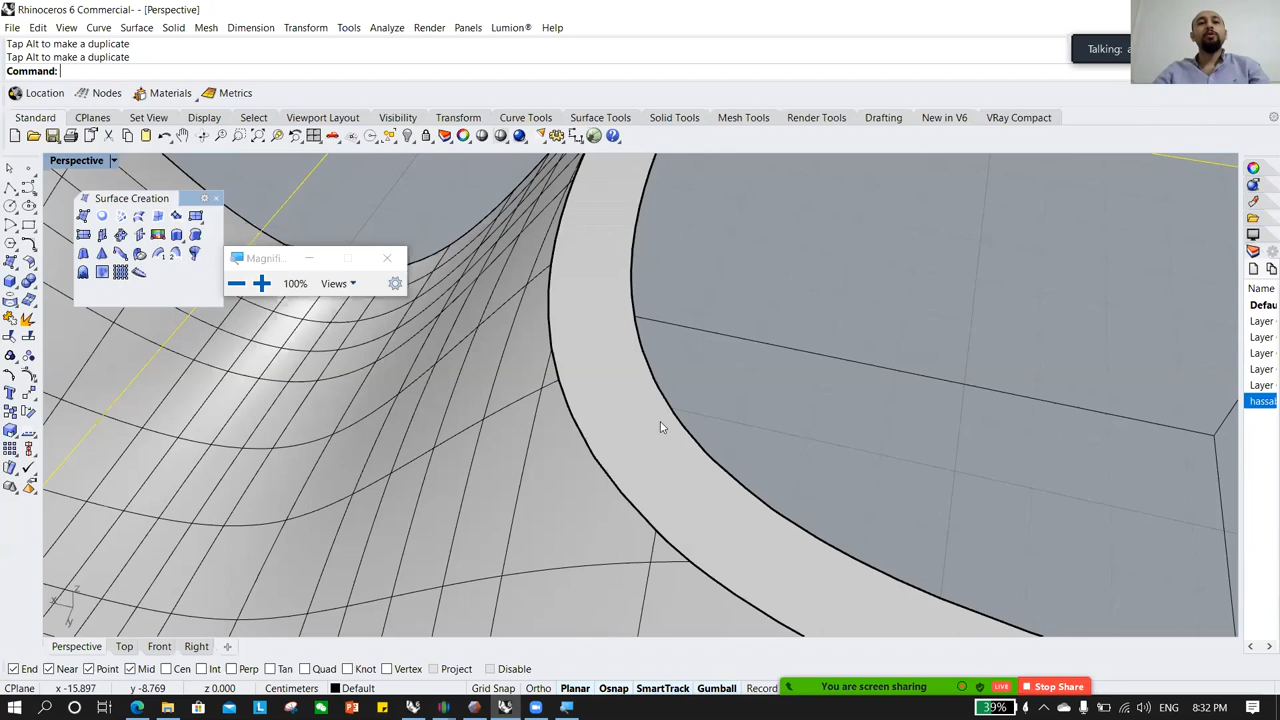 Rhinoceros 6 Commercial- - [Perspective]
File Edit View Curve Surface Solid Mesh Dimension Transform Tools Analyze Render Panels Lumion® Help
Tap Alt to make a duplicate
Tap Alt to make a duplicate
Talking: a
Command:
Location Nodes Materials Metrics
Standard CPlanes Set View Display Select Viewport Layout Visibility Transform Curve Tools Surface Tools Solid Tools Mesh Tools Render Tools Drafting New in V6 VRay Compact
Perspective
Surface Creation
Magnifi...
100% Views
Name
Defau
Layer
Layer
Layer
Layer
Layer
hassab
z
x
y
Perspective Top Front Right
End Near Point Mid Cen Int Perp Tan Quad Knot Vertex Project Disable
CPlane x -15.897 y -8.769 z 0.000 Centimeters Default Grid Snap Ortho Planar Osnap SmartTrack Gumball Record
You are screen sharing LIVE Stop Share
39% ENG 8:32 PM